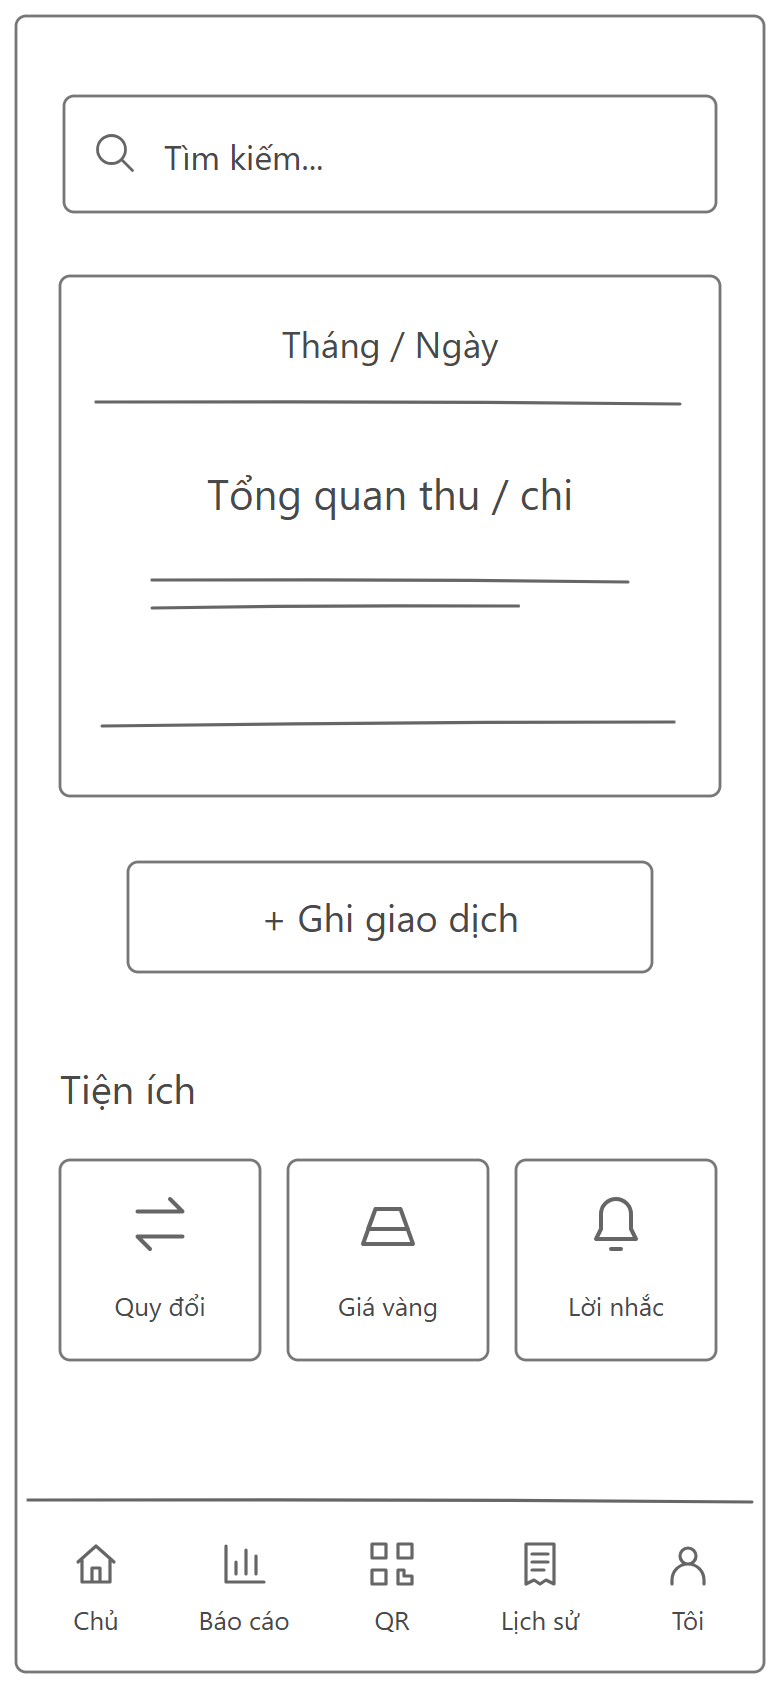 Tìm kiếm...
Tháng / Ngày
Tổng quan thu / chi
+ Ghi giao dịch
Tiện ích
Quy đổi
Giá vàng
Lời nhắc
Chủ
Báo cáo
QR
Lịch sử
Tôi